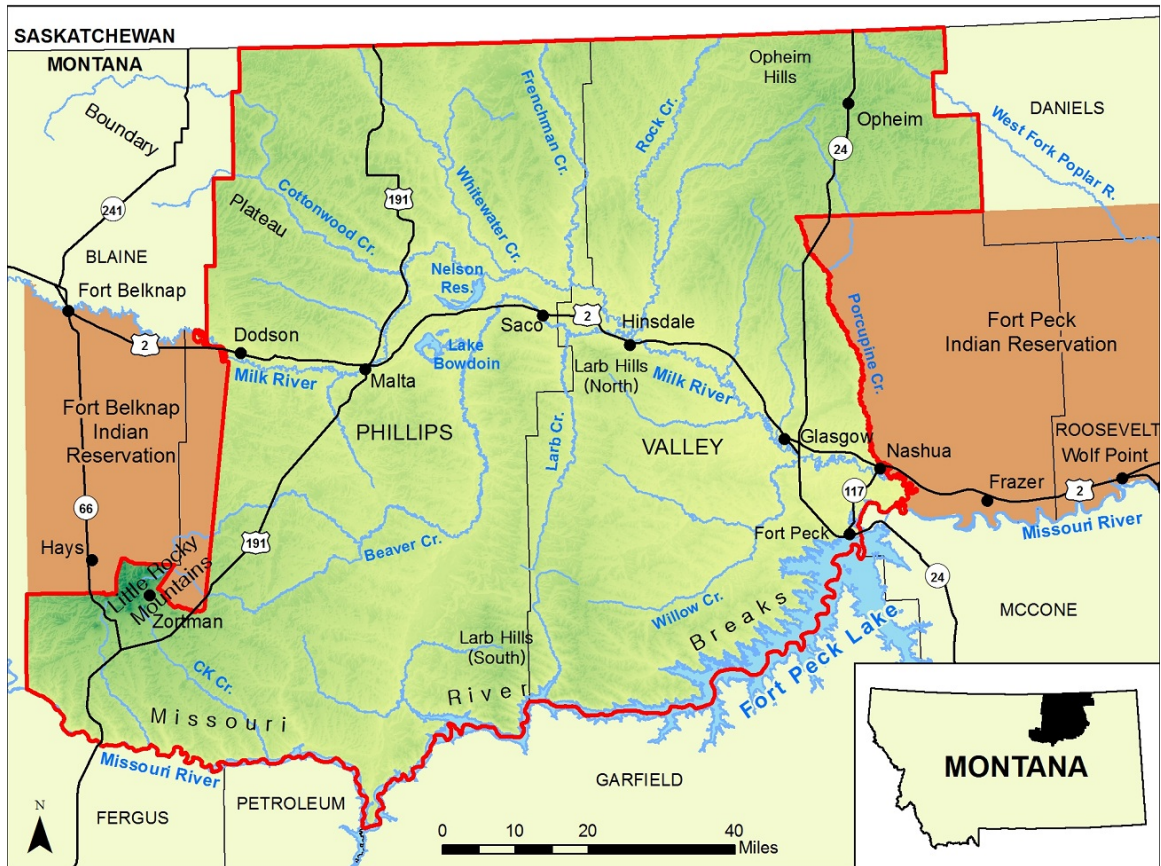 SASKATCHEWAN
MONTANA
Boundary
Plateau
241
BLAINE
Fort Belknap
2
Dodson
Milk River
Malta
Cottonwood Cr.
191
Whitewater Cr.
Frenchman Cr.
Rock Cr.
Opheim
Hills
Opheim
24
DANIELS
West Fork Poplar R.
Nelson
Res.
Saco
2
Hinsdale
Lake
Bowdoin
Larb Hills
(North)
Milk River
Porcupine Cr.
Fort Peck
Indian Reservation
Fort Belknap
Indian
Reservation
PHILLIPS
Larb Cr.
VALLEY
Glasgow
Nashua
ROOSEVELT
Wolf Point
66
117
Frazer
2
Missouri River
Hays
191
Beaver Cr.
Fort Peck
24
Little Rocky
Mountains
Zortman
Willow Cr.
MCCONE
CK Cr.
Larb Hills
(South)
Missouri River Breaks
Fort Peck Lake
Missouri River
GARFIELD
PETROLEUM
FERGUS
N
0 10 20 40
Miles
MONTANA